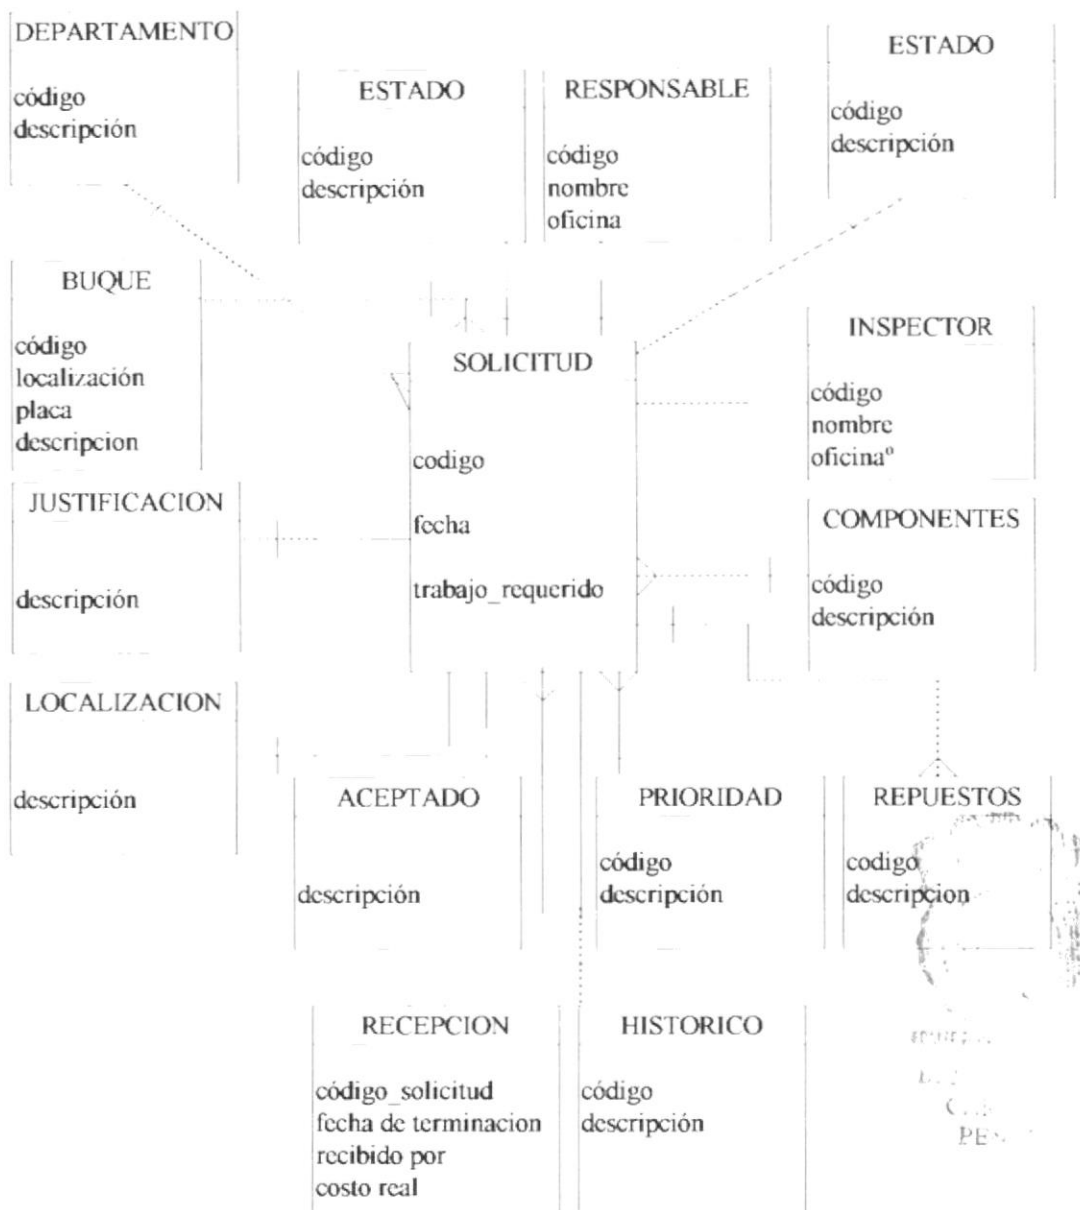 DEPARTAMENTO
código
descripción
ESTADO
código
descripción
RESPONSABLE
código
nombre
oficina
ESTADO
código
descripción
BUQUE
código
localización
placa
descripcion
SOLICITUD
codigo
fecha
trabajo_requerido
INSPECTOR
código
nombre
oficinaº
JUSTIFICACION
descripción
COMPONENTES
código
descripción
LOCALIZACION
descripción
ACEPTADO
descripción
PRIORIDAD
código
descripción
REPUESTOS
codigo
descripcion
RECEPCION
código_solicitud
fecha de terminacion
recibido por
costo real
HISTORICO
código
descripción